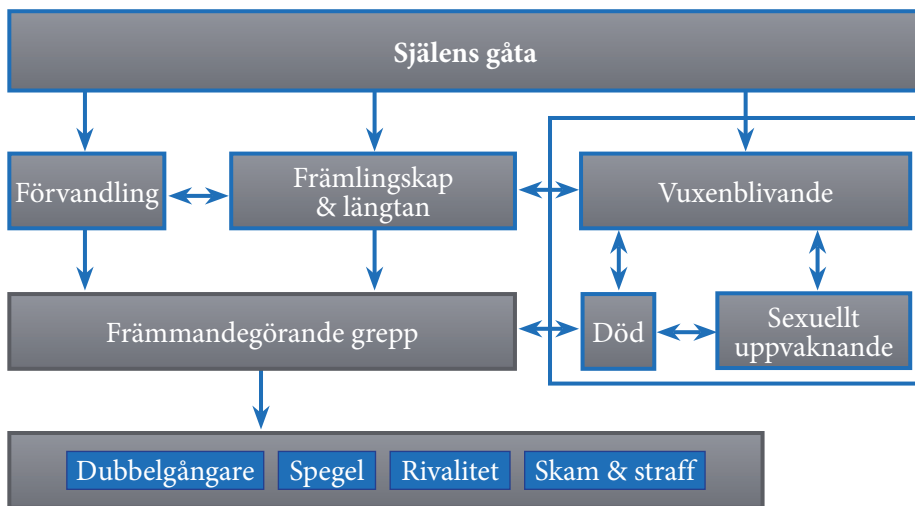 Själens gåta
Förvandling
Främlingskap
& längtan
Vuxenblivande
Främmandegörande grepp
Död
Sexuellt
uppvaknande
Dubbelgångare
Spegel
Rivalitet
Skam & straff